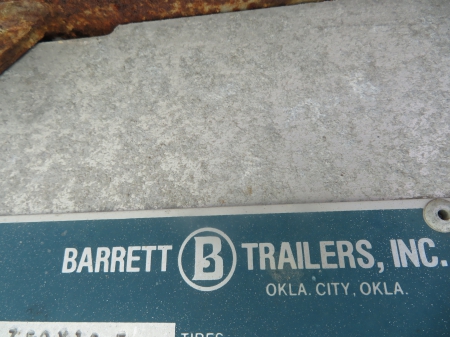 BARRETT B TRAILERS, INC.
OKLA. CITY, OKLA.
TIRES